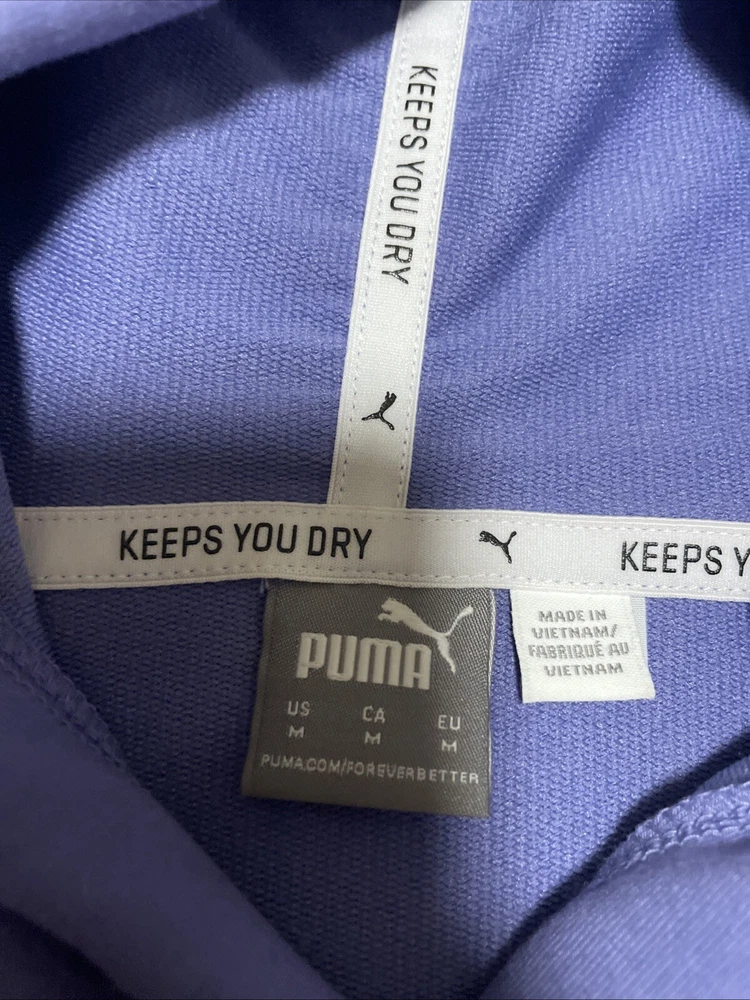 KEEPS YOU DRY
KEEPS YOU DRY
KEEPS Y
PUMA
US CA EU
M M M
PUMA.COM/FOREVERBETTER
MADE IN
VIETNAM/
FABRIQUÉ AU
VIETNAM